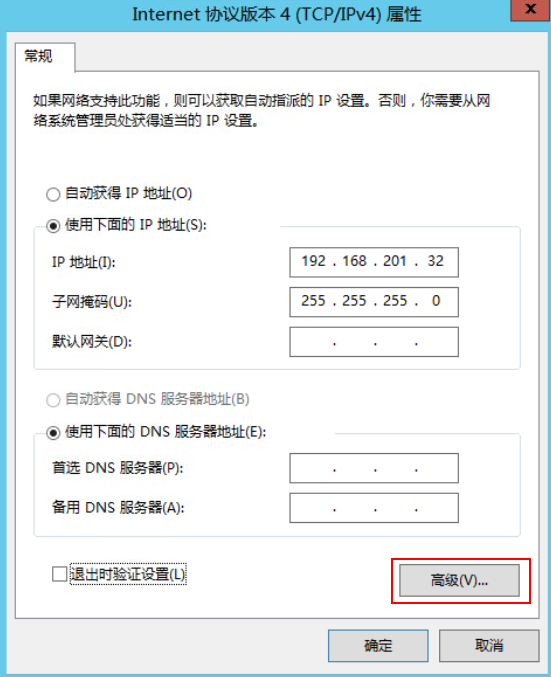 Internet 协议版本 4 (TCP/IPv4) 属性
x
常规
如果网络支持此功能，则可以获取自动指派的 IP 设置。否则，你需要从网
络系统管理员处获得适当的 IP 设置。
自动获得 IP 地址(O)
使用下面的 IP 地址(S):
IP 地址(I):
192 . 168 . 201 . 32
子网掩码(U):
255 . 255 . 255 . 0
默认网关(D):
. . .
自动获得 DNS 服务器地址(B)
使用下面的 DNS 服务器地址(E):
首选 DNS 服务器(P):
. . .
备用 DNS 服务器(A):
. . .
退出时验证设置(L)
高级(V)...
确定
取消